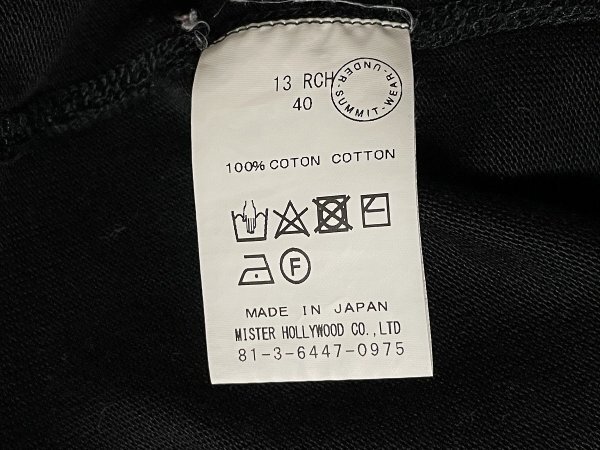 13 RCH
40
UNDER·SUMMIT·WEAR·
100% COTON COTTON
F
MADE IN JAPAN
MISTER HOLLYWOOD CO.,LTD
81-3-6447-0975